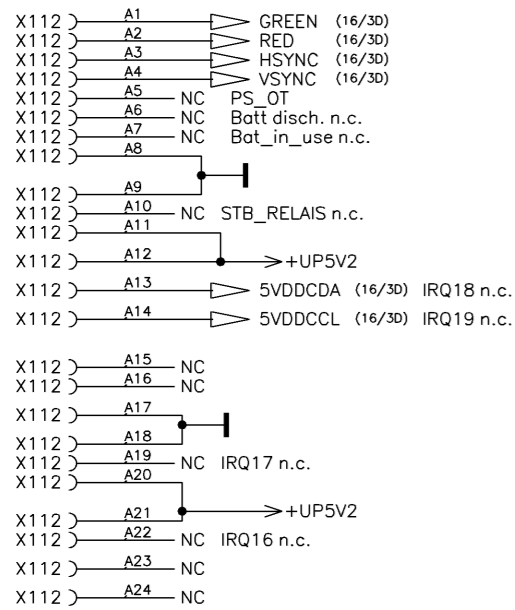 X112 A1 GREEN (16/3D)
X112 A2 RED (16/3D)
X112 A3 HSYNC (16/3D)
X112 A4 VSYNC (16/3D)
X112 A5 NC PS_OT
X112 A6 NC Batt disch. n.c.
X112 A7 NC Bat_in_use n.c.
X112 A8
X112 A9
X112 A10 NC STB_RELAIS n.c.
X112 A11
X112 A12 +UP5V2
X112 A13 5VDDCDA (16/3D) IRQ18 n.c.
X112 A14 5VDDCCL (16/3D) IRQ19 n.c.
X112 A15 NC
X112 A16 NC
X112 A17
X112 A18
X112 A19 NC IRQ17 n.c.
X112 A20
+UP5V2
X112 A21
X112 A22 NC IRQ16 n.c.
X112 A23 NC
X112 A24 NC